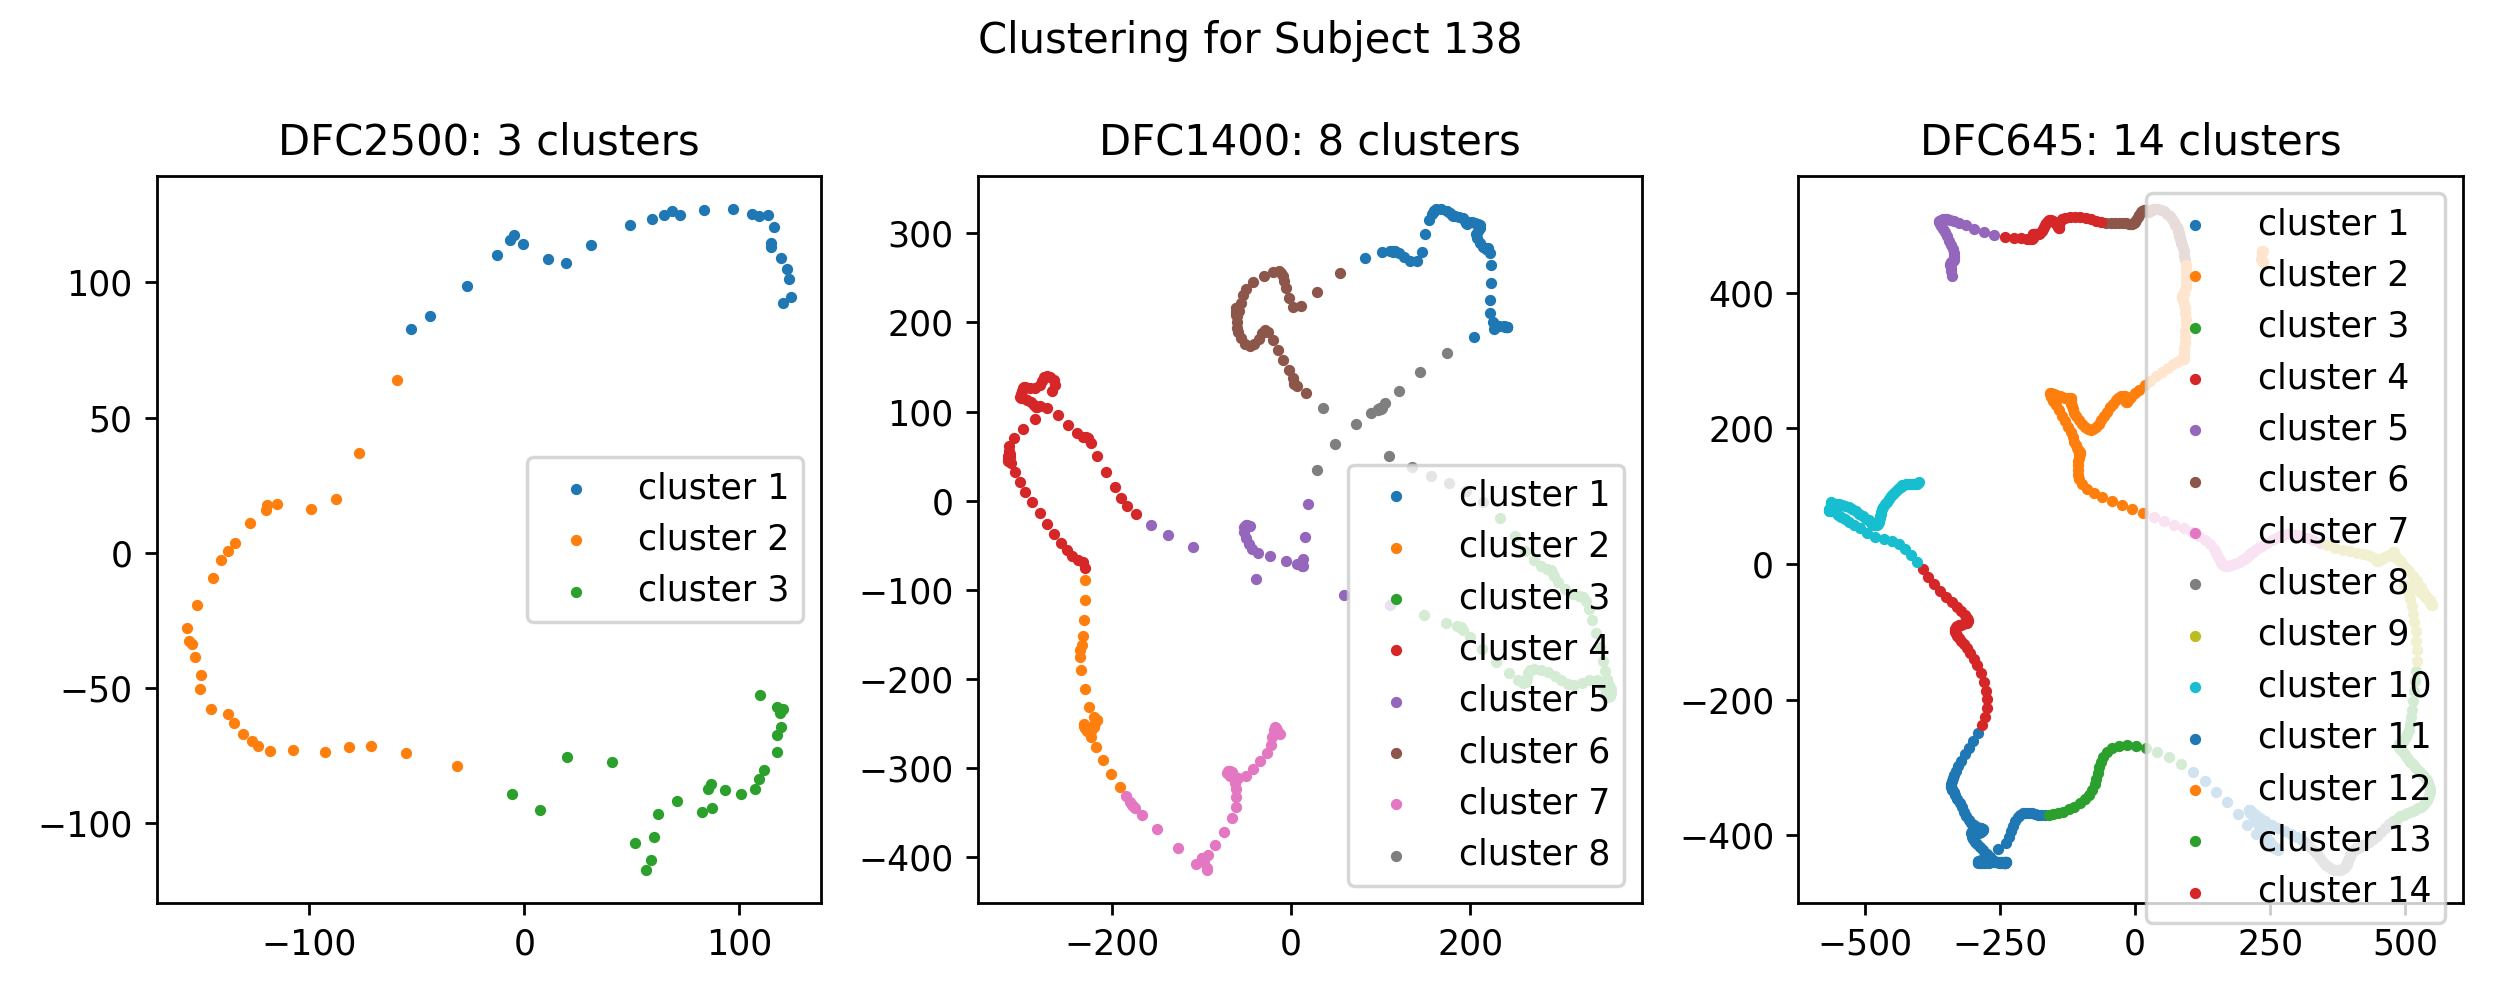 Clustering for Subject 138
DFC2500: 3 clusters
100
50
0
−50
−100
−100
0
100
cluster 1
cluster 2
cluster 3
DFC1400: 8 clusters
300
200
100
0
−100
−200
−300
−400
−200
0
200
cluster 1
cluster 2
cluster 3
cluster 4
cluster 5
cluster 6
cluster 7
cluster 8
DFC645: 14 clusters
400
200
0
−200
−400
−500
−250
0
250
500
cluster 1
cluster 2
cluster 3
cluster 4
cluster 5
cluster 6
cluster 7
cluster 8
cluster 9
cluster 10
cluster 11
cluster 12
cluster 13
cluster 14